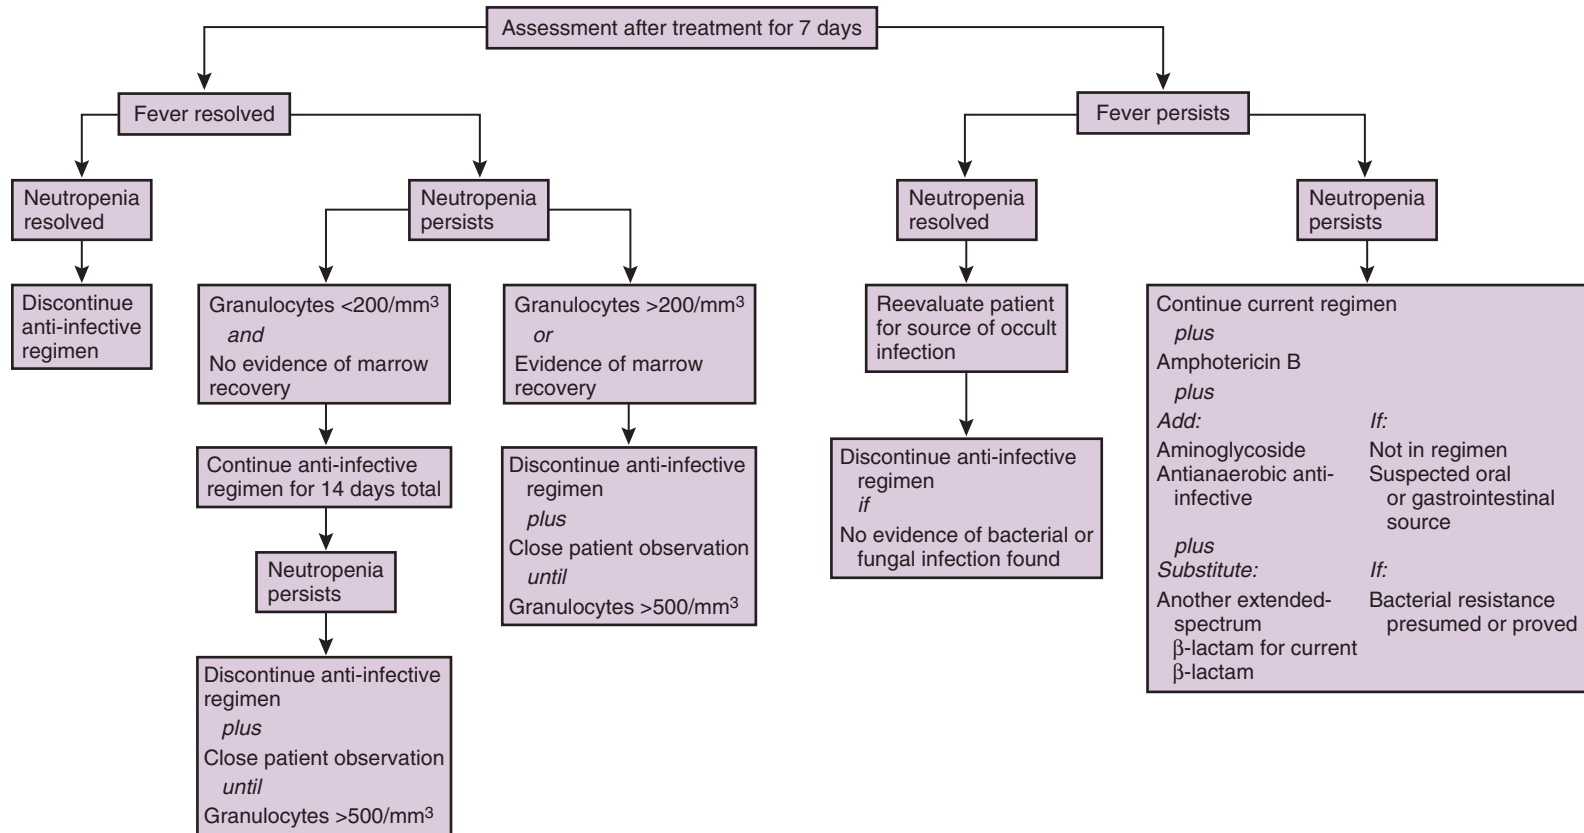 Assessment after treatment for 7 days
Fever resolved
Fever persists
Neutropenia
resolved
Neutropenia
persists
Neutropenia
resolved
Neutropenia
persists
Discontinue
anti-infective
regimen
Granulocytes <200/mm³
and
No evidence of marrow
recovery
Granulocytes >200/mm³
or
Evidence of marrow
recovery
Reevaluate patient
for source of occult
infection
Continue current regimen
plus
Amphotericin B
plus
Add: If:
Aminoglycoside Not in regimen
Antianaerobic anti- Suspected oral
infective or gastrointestinal
source
plus
Substitute: If:
Another extended- Bacterial resistance
spectrum presumed or proved
β-lactam for current
β-lactam
Continue anti-infective
regimen for 14 days total
Discontinue anti-infective
regimen
plus
Close patient observation
until
Granulocytes >500/mm³
Discontinue anti-infective
regimen
if
No evidence of bacterial or
fungal infection found
Neutropenia
persists
Discontinue anti-infective
regimen
plus
Close patient observation
until
Granulocytes >500/mm³